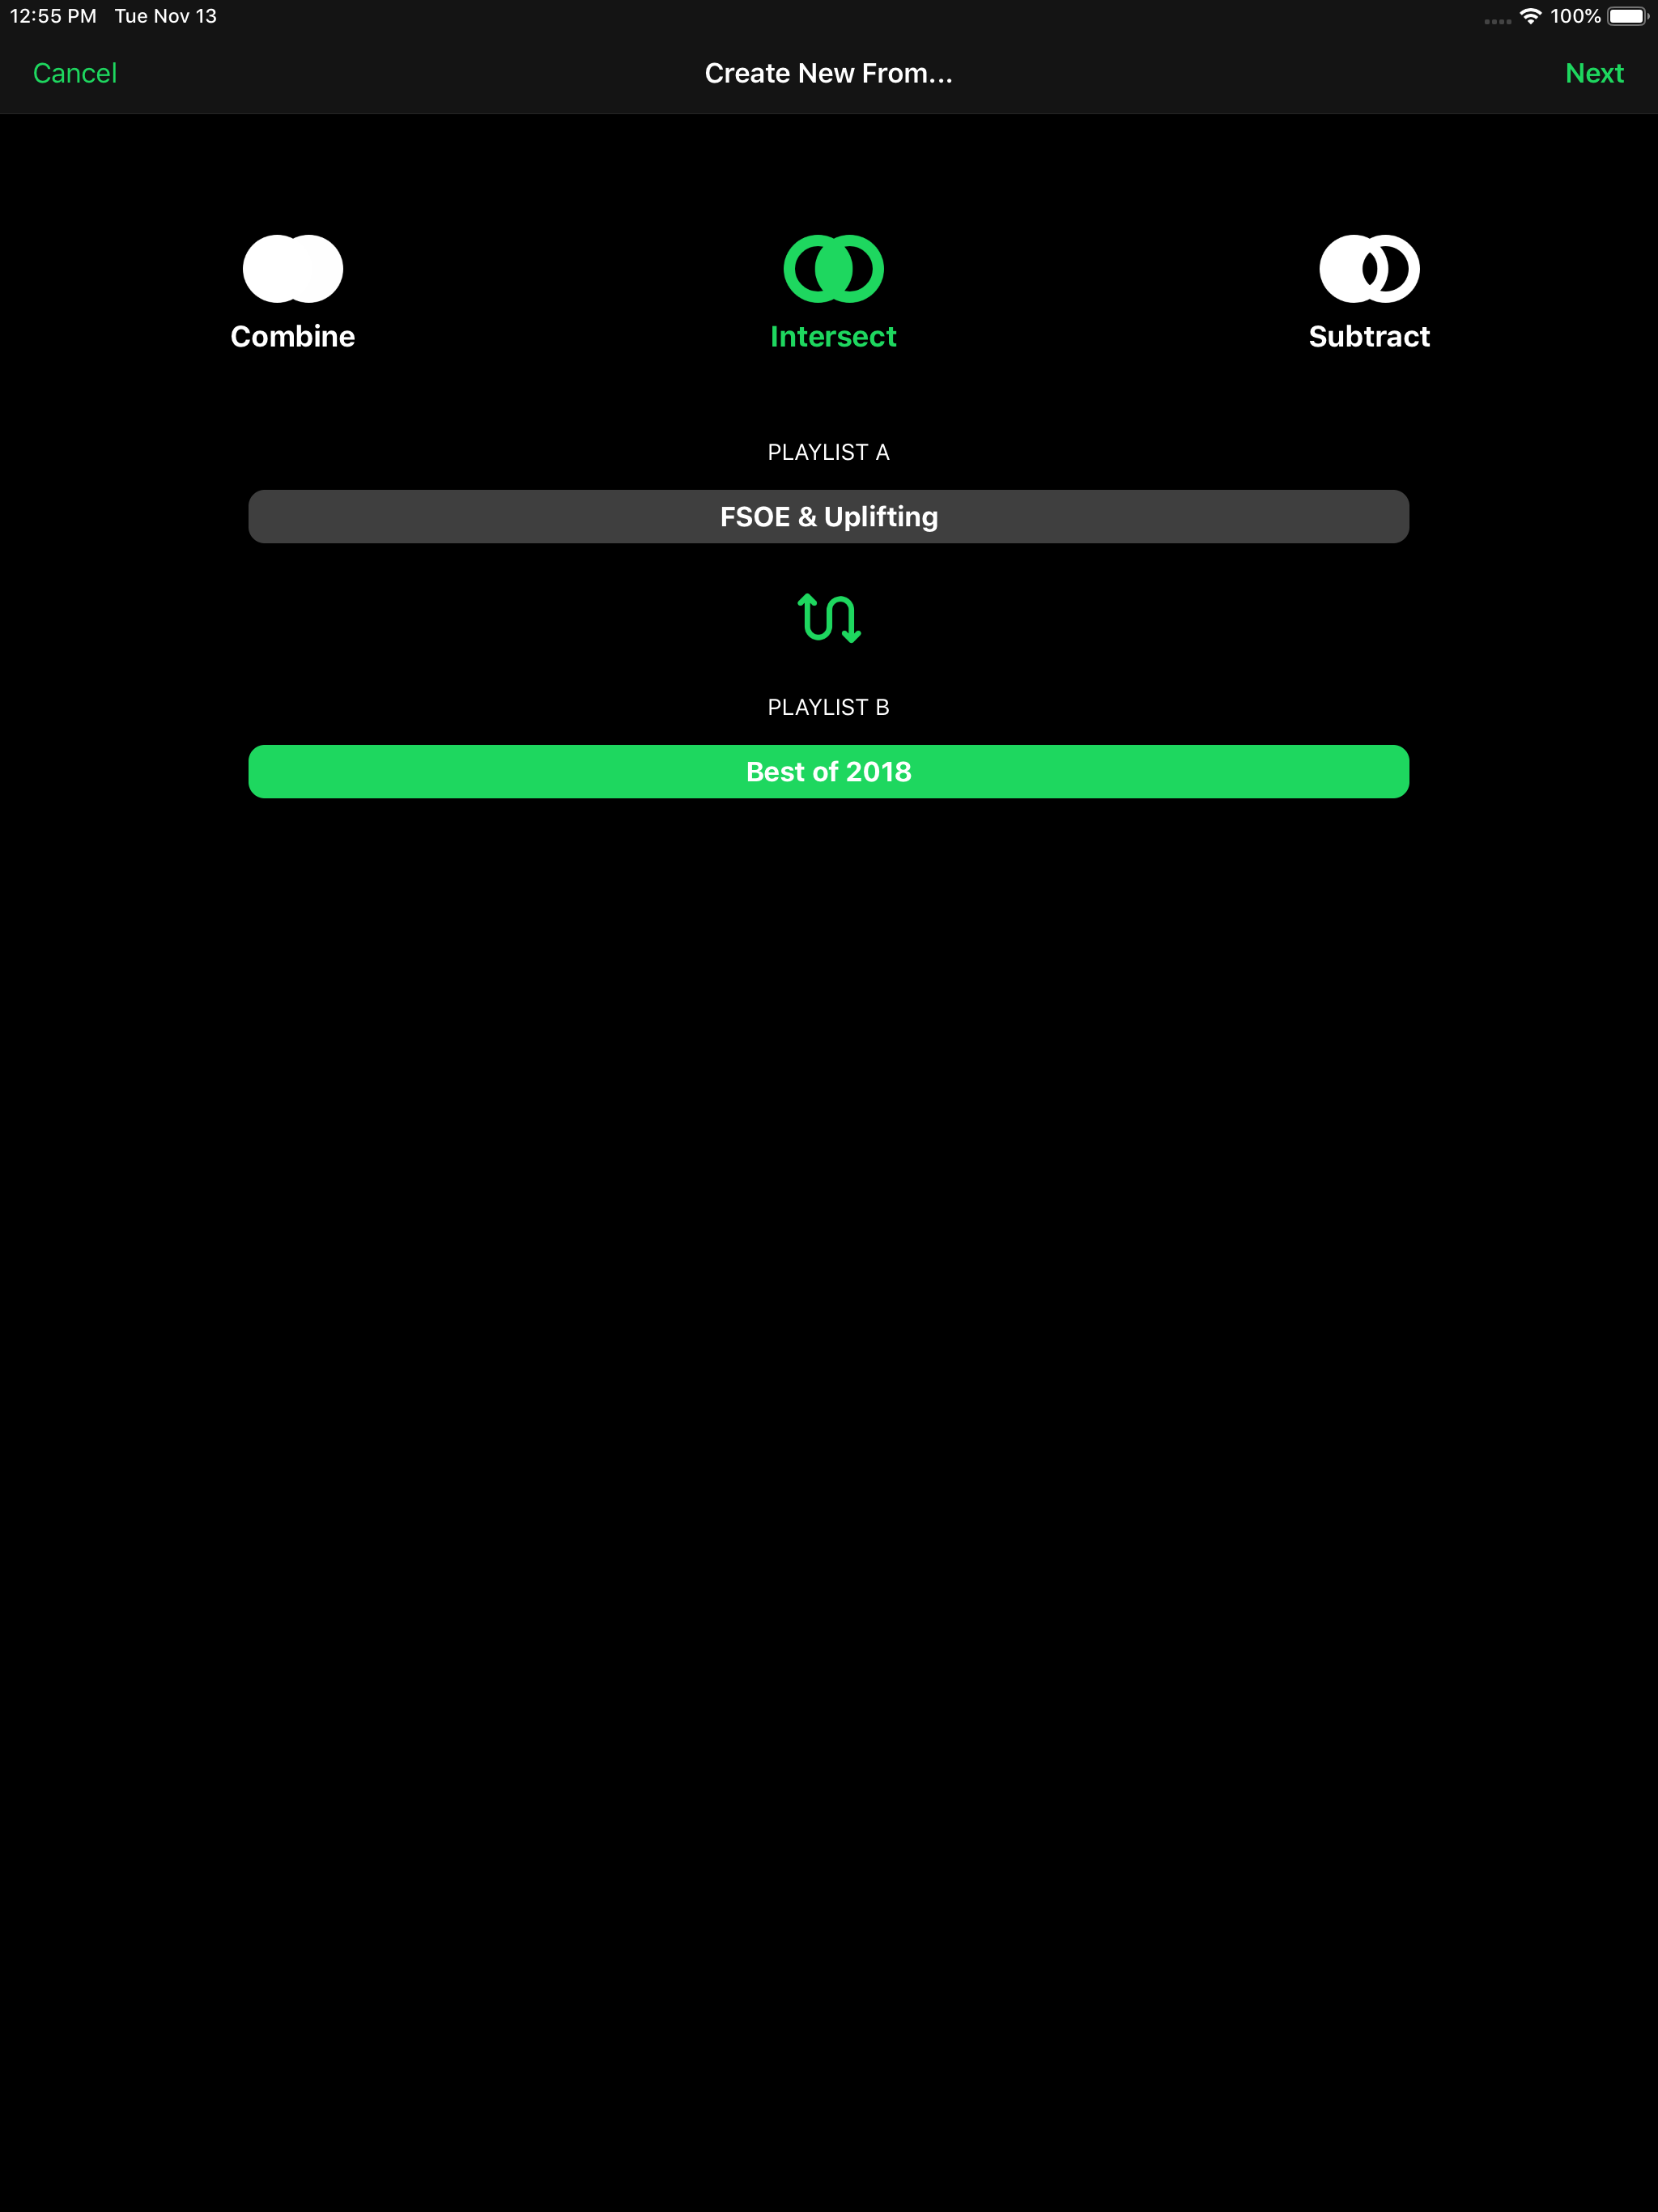 12:55 PM Tue Nov 13 100%
Cancel Create New From... Next
Combine Intersect Subtract
PLAYLIST A
FSOE & Uplifting
PLAYLIST B
Best of 2018